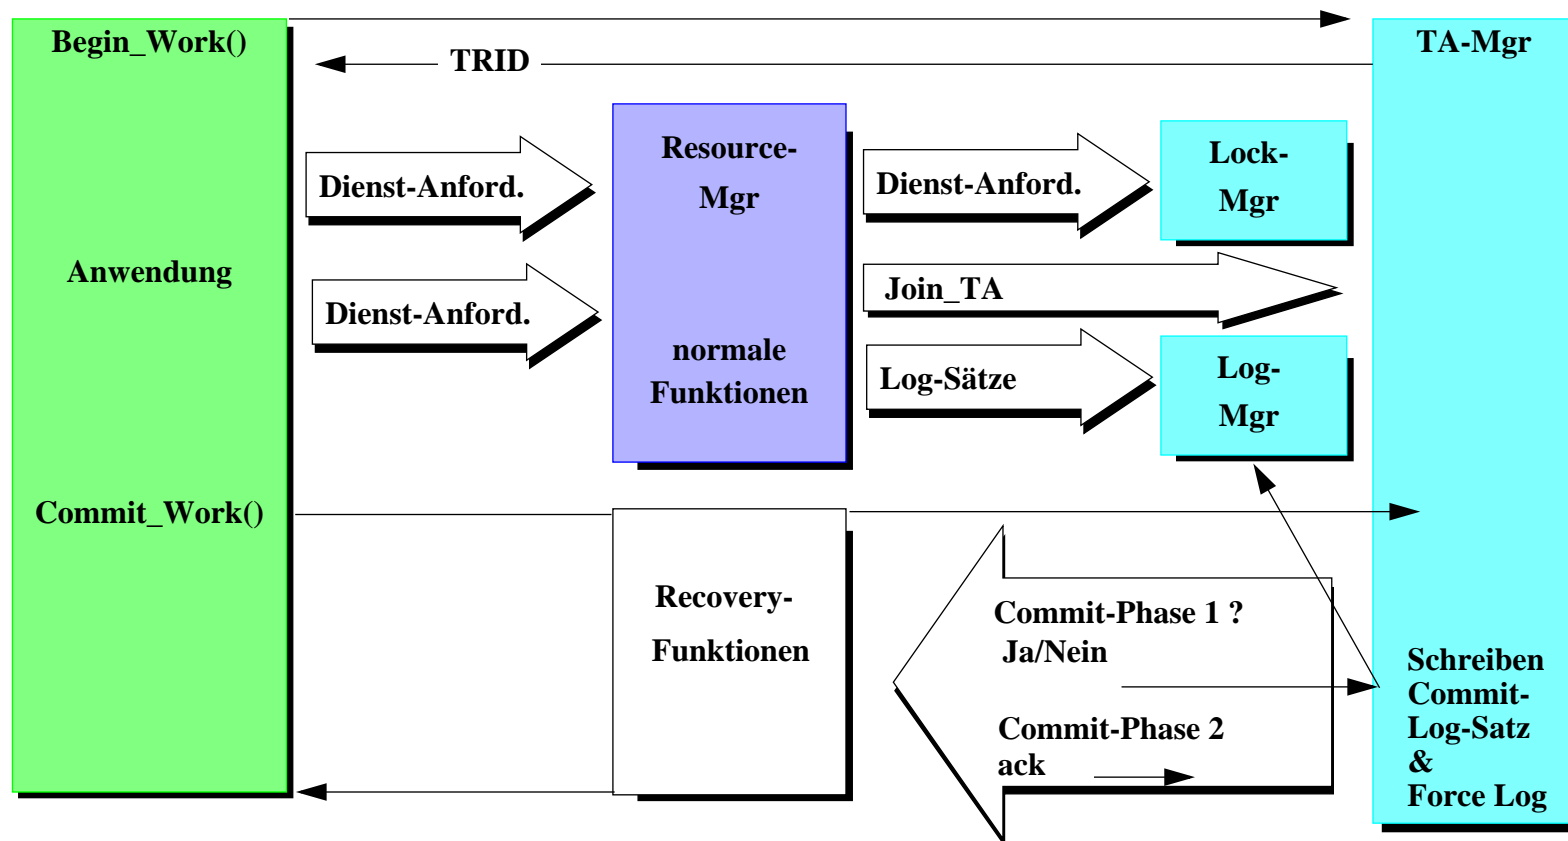 Begin_Work()
TA-Mgr
TRID
Resource-
Mgr
Lock-
Mgr
Dienst-Anford.
Dienst-Anford.
Anwendung
Join_TA
Dienst-Anford.
normale
Funktionen
Log-Sätze
Log-
Mgr
Commit_Work()
Recovery-
Funktionen
Commit-Phase 1 ?
Ja/Nein
Commit-Phase 2
ack
Schreiben
Commit-
Log-Satz
&
Force Log